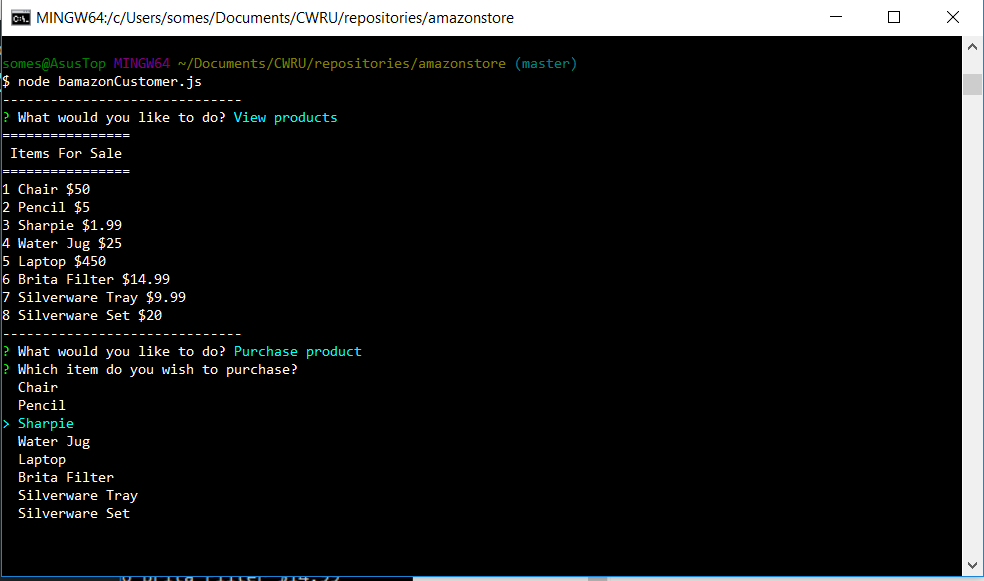 MINGW64:/c/Users/somes/Documents/CWRU/repositories/amazonstore
somes@AsusTop MINGW64 ~/Documents/CWRU/repositories/amazonstore (master)
$ node bamazonCustomer.js
------------------------------
? What would you like to do? View products
================
Items For Sale
================
1 Chair $50
2 Pencil $5
3 Sharpie $1.99
4 Water Jug $25
5 Laptop $450
6 Brita Filter $14.99
7 Silverware Tray $9.99
8 Silverware Set $20
------------------------------
? What would you like to do? Purchase product
? Which item do you wish to purchase?
Chair
Pencil
> Sharpie
Water Jug
Laptop
Brita Filter
Silverware Tray
Silverware Set